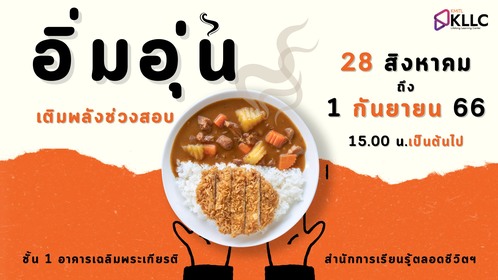 อิ่มอุ่น
เติมพลังช่วงสอบ
KMITL
KLLC
28 สิงหาคม
ถึง
1 กันยายน 66
15.00 น.เป็นต้นไป
ชั้น 1 อาคารเฉลิมพระเกียรติ
สำนักการเรียนรู้ตลอดชีวิตฯ